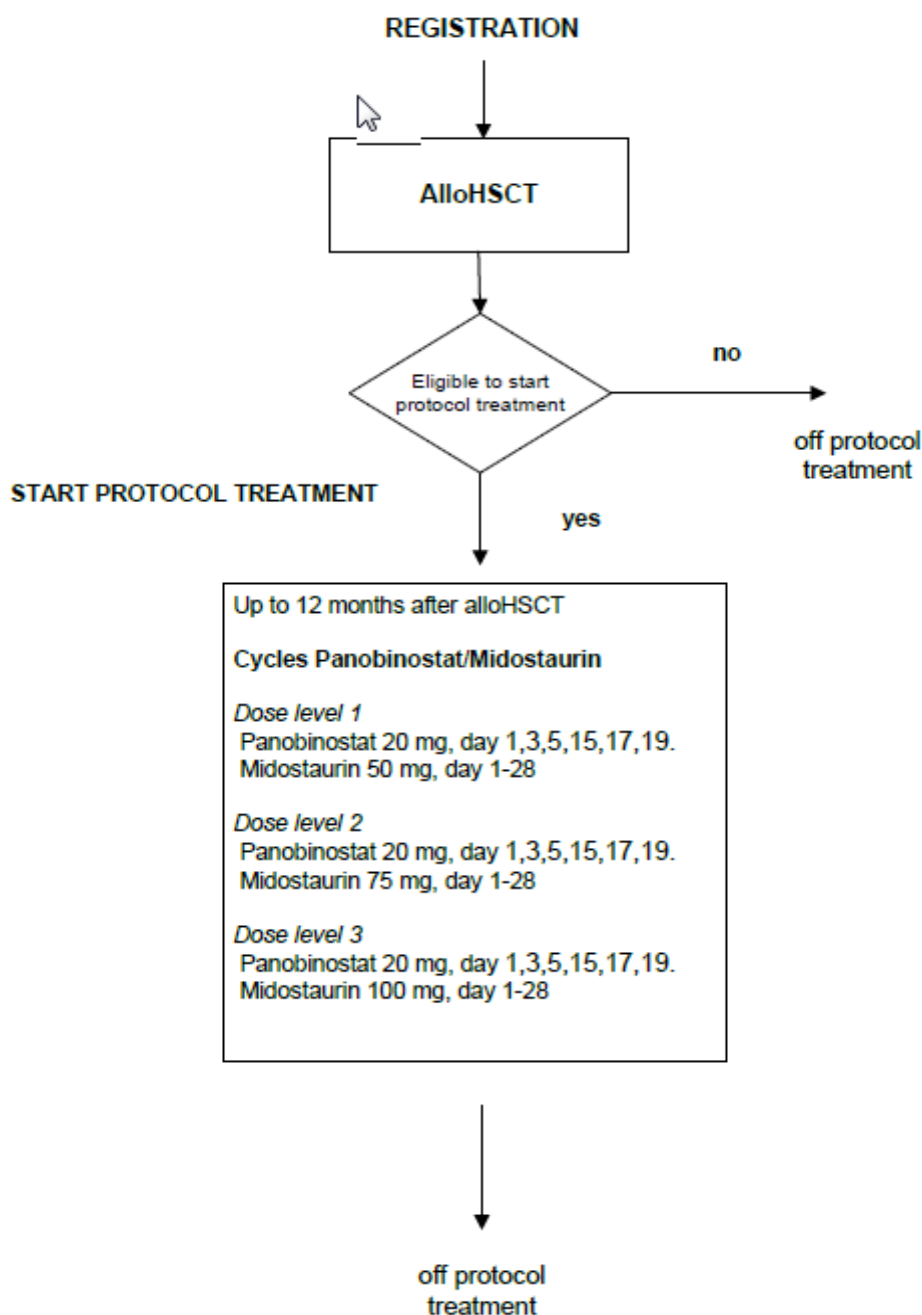 REGISTRATION
AlloHSCT
Eligible to start
protocol treatment
no
off protocol
treatment
START PROTOCOL TREATMENT
yes
Up to 12 months after alloHSCT
Cycles Panobinostat/Midostaurin
Dose level 1
Panobinostat 20 mg, day 1,3,5,15,17,19.
Midostaurin 50 mg, day 1-28
Dose level 2
Panobinostat 20 mg, day 1,3,5,15,17,19.
Midostaurin 75 mg, day 1-28
Dose level 3
Panobinostat 20 mg, day 1,3,5,15,17,19.
Midostaurin 100 mg, day 1-28
off protocol
treatment